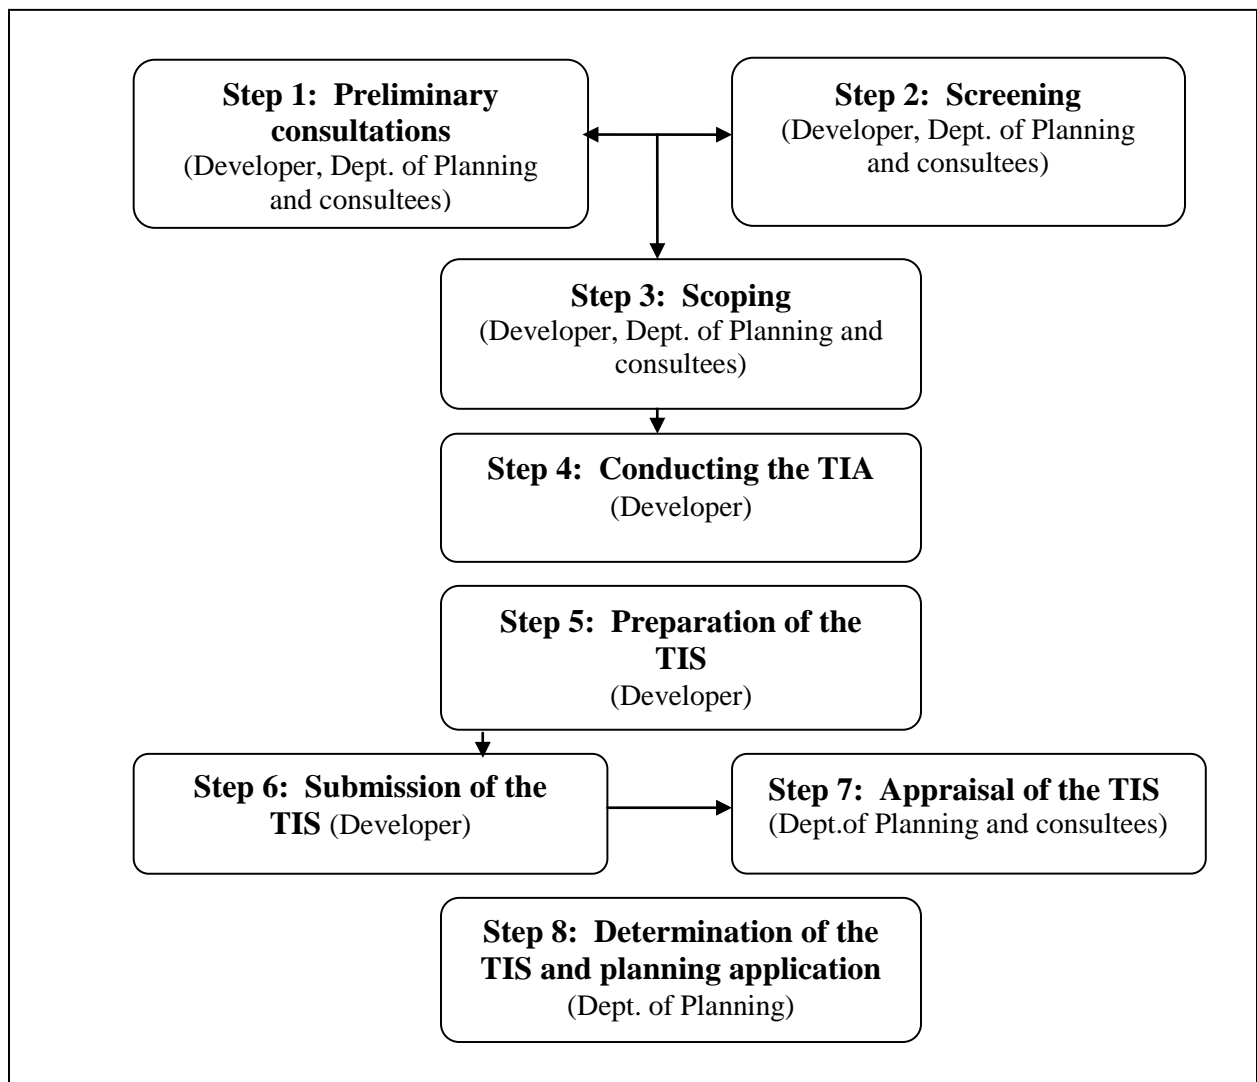 Step 1: Preliminary
consultations
(Developer, Dept. of Planning
and consultees)
Step 2: Screening
(Developer, Dept. of Planning
and consultees)
Step 3: Scoping
(Developer, Dept. of Planning and
consultees)
Step 4: Conducting the TIA
(Developer)
Step 5: Preparation of the
TIS
(Developer)
Step 6: Submission of the
TIS (Developer)
Step 7: Appraisal of the TIS
(Dept.of Planning and consultees)
Step 8: Determination of the
TIS and planning application
(Dept. of Planning)